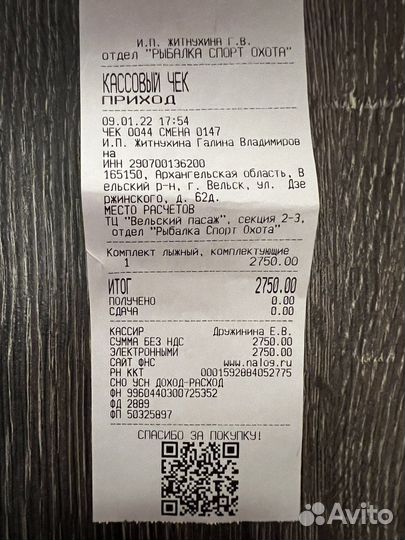 И.П. ЖИТНУХИНА Г.В.
отдел "РЫБАЛКА СПОРТ ОХОТА"
КАССОВЫЙ ЧЕК
ПРИХОД
09.01.22 17:54
ЧЕК 0044 СМЕНА 0147
И.П. Житнухина Галина Владимиров
на
ИНН 290700136200
165150, Архангельская область, В
ельский р-н, г. Вельск, ул. Дзе
ржинского, д. 62д.
МЕСТО РАСЧЕТОВ
ТЦ "Вельский пасаж", секция 2-3,
отдел "Рыбалка Спорт Охота"
Комплект лыжный, комплектующие
1 2750.00
ИТОГ 2750.00
ПОЛУЧЕНО 0.00
СДАЧА 0.00
КАССИР Дружинина Е.В.
СУММА БЕЗ НДС 2750.00
ЭЛЕКТРОННЫМИ 2750.00
САЙТ ФНС www.nalog.ru
РН ККТ 0001592884052775
СНО УСН ДОХОД-РАСХОД
ФН 9960440300725352
ФД 2889
ФП 50325897
СПАСИБО ЗА ПОКУПКУ!
Avito